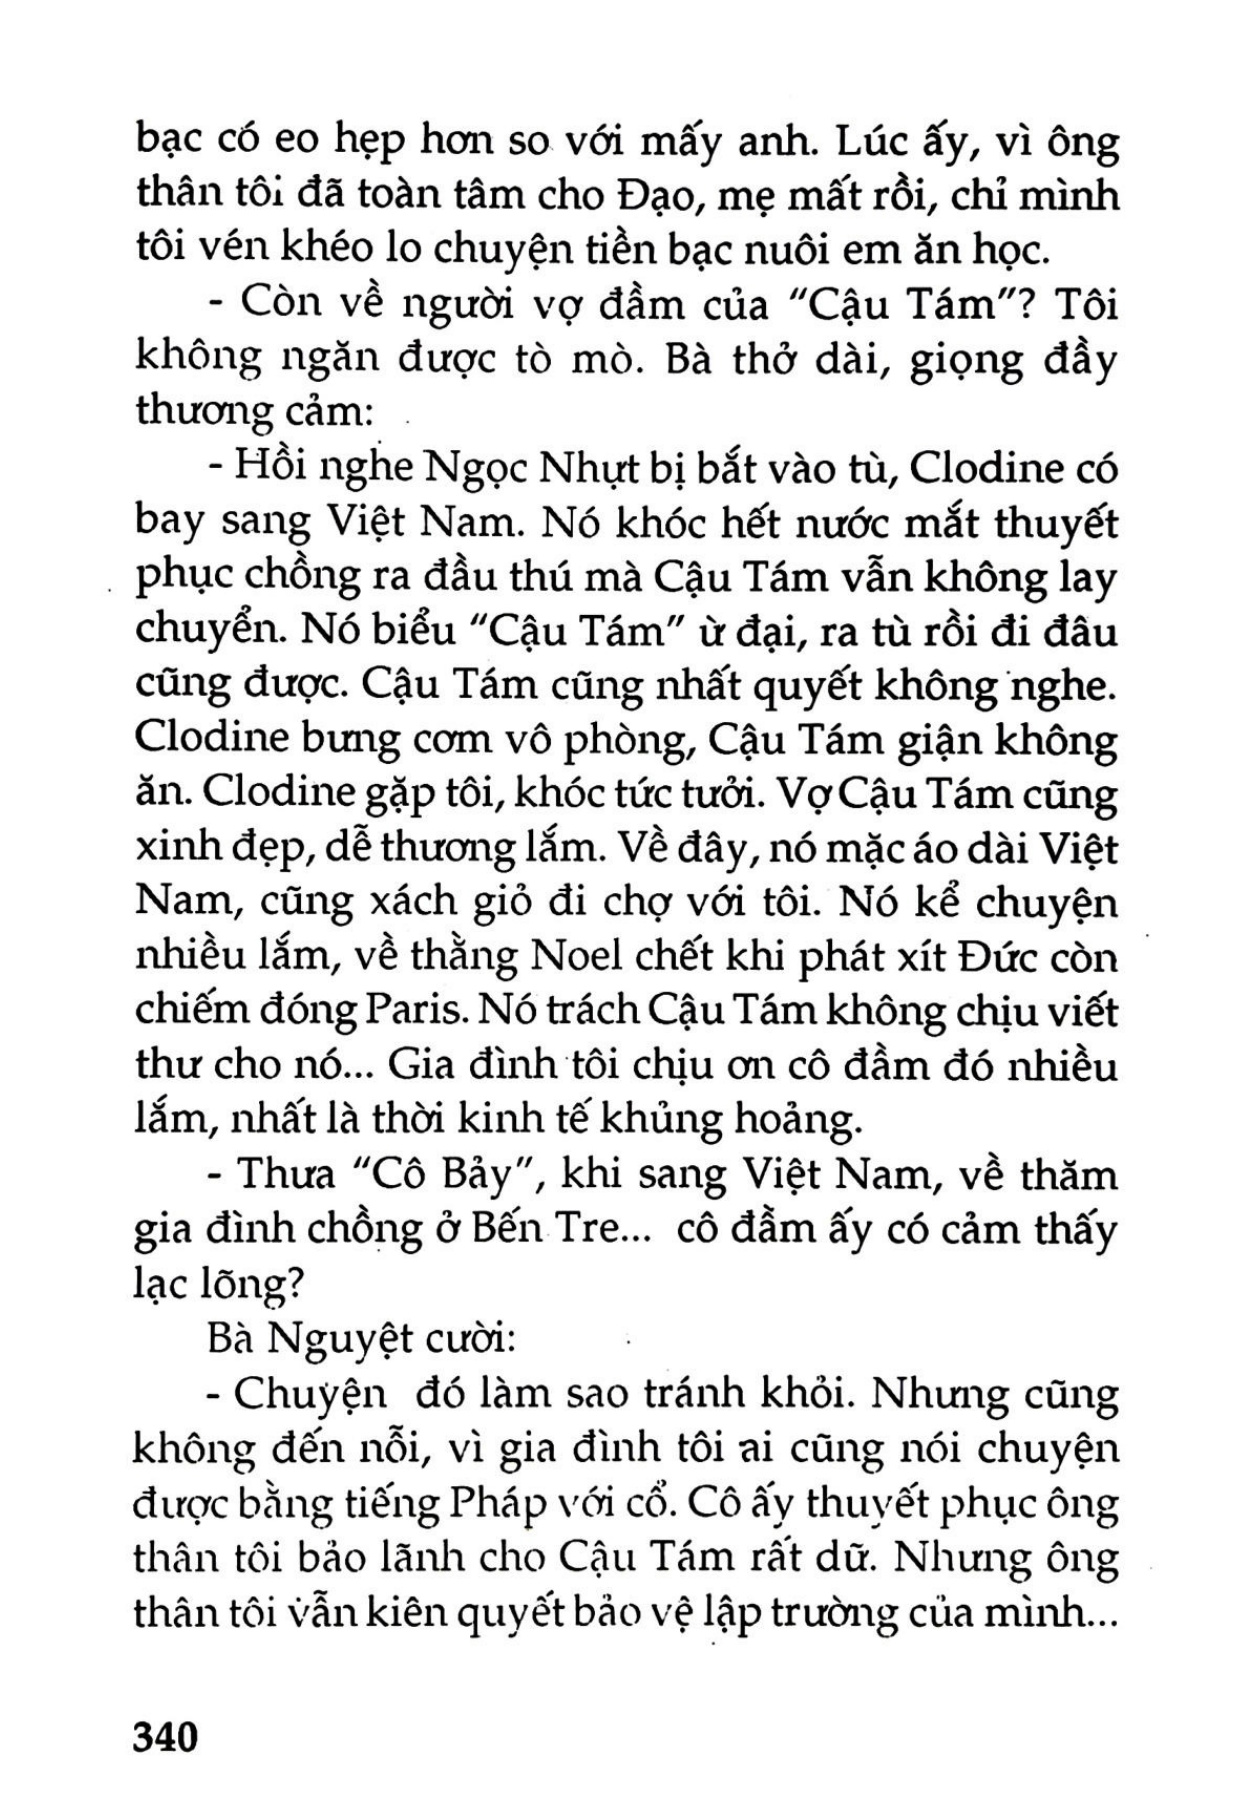 bạc có eo hẹp hơn so với mấy anh. Lúc ấy, vì ông
thân tôi đã toàn tâm cho Đạo, mẹ mất rồi, chỉ mình
tôi vén khéo lo chuyện tiền bạc nuôi em ăn học.
- Còn về người vợ đầm của "Cậu Tám"? Tôi
không ngăn được tò mò. Bà thở dài, giọng đầy
thương cảm:
- Hồi nghe Ngọc Nhựt bị bắt vào tù, Clodine có
bay sang Việt Nam. Nó khóc hết nước mắt thuyết
phục chồng ra đầu thú mà Cậu Tám vẫn không lay
chuyển. Nó biểu "Cậu Tám" ừ đại, ra tù rồi đi đâu
cũng được. Cậu Tám cũng nhất quyết không nghe.
Clodine bưng cơm vô phòng, Cậu Tám giận không
ăn. Clodine gặp tôi, khóc tức tưởi. Vợ Cậu Tám cũng
xinh đẹp, dễ thương lắm. Về đây, nó mặc áo dài Việt
Nam, cũng xách giỏ đi chợ với tôi. Nó kể chuyện
nhiều lắm, về thằng Noel chết khi phát xít Đức còn
chiếm đóng Paris. Nó trách Cậu Tám không chịu viết
thư cho nó... Gia đình tôi chịu ơn cô đầm đó nhiều
lắm, nhất là thời kinh tế khủng hoảng.
- Thưa "Cô Bảy", khi sang Việt Nam, về thăm
gia đình chồng ở Bến Tre... cô đầm ấy có cảm thấy
lạc lõng?
Bà Nguyệt cười:
- Chuyện đó làm sao tránh khỏi. Nhưng cũng
không đến nỗi, vì gia đình tôi ai cũng nói chuyện
được bằng tiếng Pháp với cổ. Cô ấy thuyết phục ông
thân tôi bảo lãnh cho Cậu Tám rất dữ. Nhưng ông
thân tôi vẫn kiên quyết bảo vệ lập trường của mình...
340